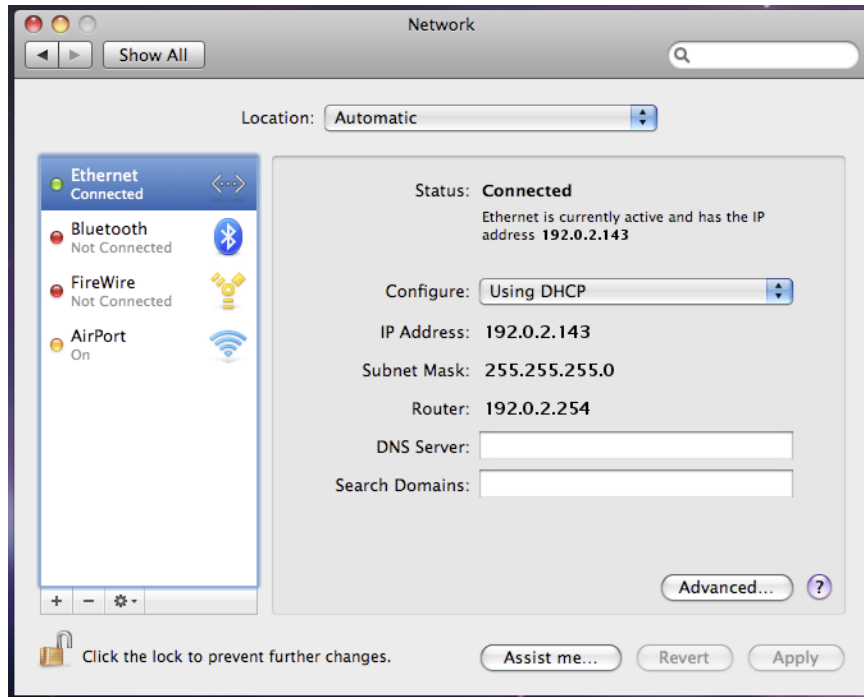 Network
Show All
Location: Automatic
Ethernet
Connected
Bluetooth
Not Connected
FireWire
Not Connected
AirPort
On
Status: Connected
Ethernet is currently active and has the IP
address 192.0.2.143
Configure: Using DHCP
IP Address: 192.0.2.143
Subnet Mask: 255.255.255.0
Router: 192.0.2.254
DNS Server:
Search Domains:
Advanced... ?
Click the lock to prevent further changes.
Assist me... Revert Apply